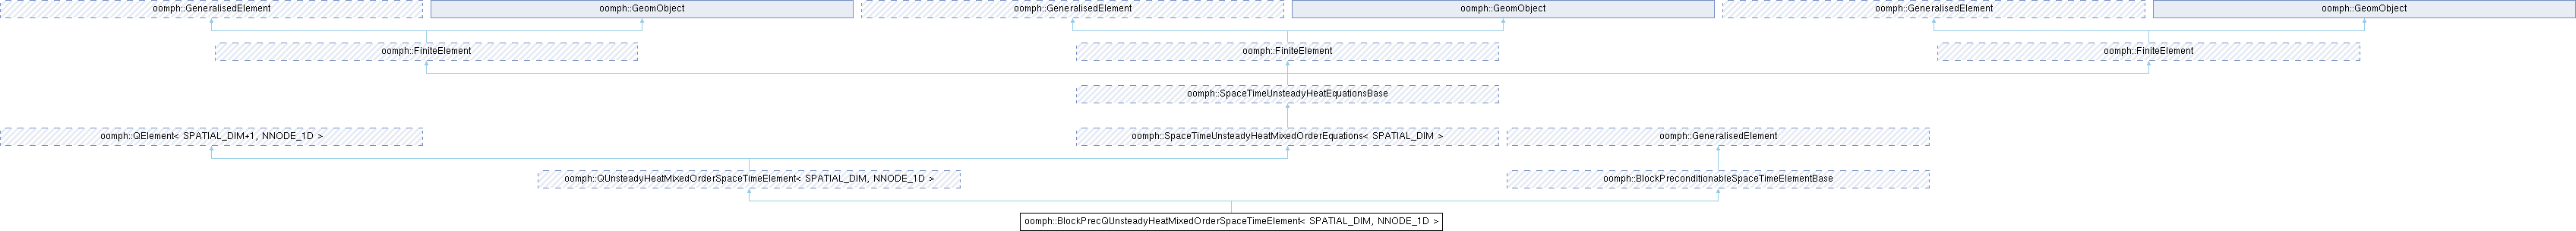 oomph::GeneralisedElement oomph::GeomObject oomph::GeneralisedElement oomph::GeomObject oomph::GeneralisedElement oomph::GeomObject
oomph::FiniteElement oomph::FiniteElement oomph::FiniteElement
oomph::SpaceTimeUnsteadyHeatEquationsBase
oomph::QElement< SPATIAL_DIM+1, NNODE_1D > oomph::SpaceTimeUnsteadyHeatMixedOrderEquations< SPATIAL_DIM > oomph::GeneralisedElement
oomph::QUnsteadyHeatMixedOrderSpaceTimeElement< SPATIAL_DIM, NNODE_1D > oomph::BlockPreconditionableSpaceTimeElementBase
oomph::BlockPrecQUnsteadyHeatMixedOrderSpaceTimeElement< SPATIAL_DIM, NNODE_1D >